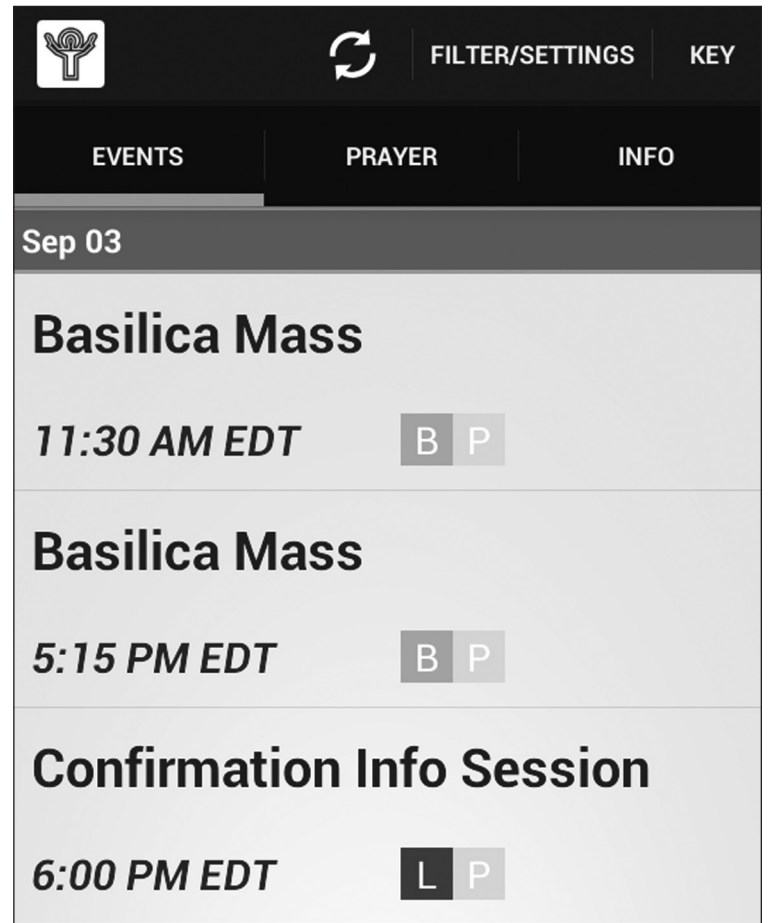 FILTER/SETTINGS KEY
EVENTS PRAYER INFO
Sep 03
Basilica Mass
11:30 AM EDT B P
Basilica Mass
5:15 PM EDT B P
Confirmation Info Session
6:00 PM EDT L P